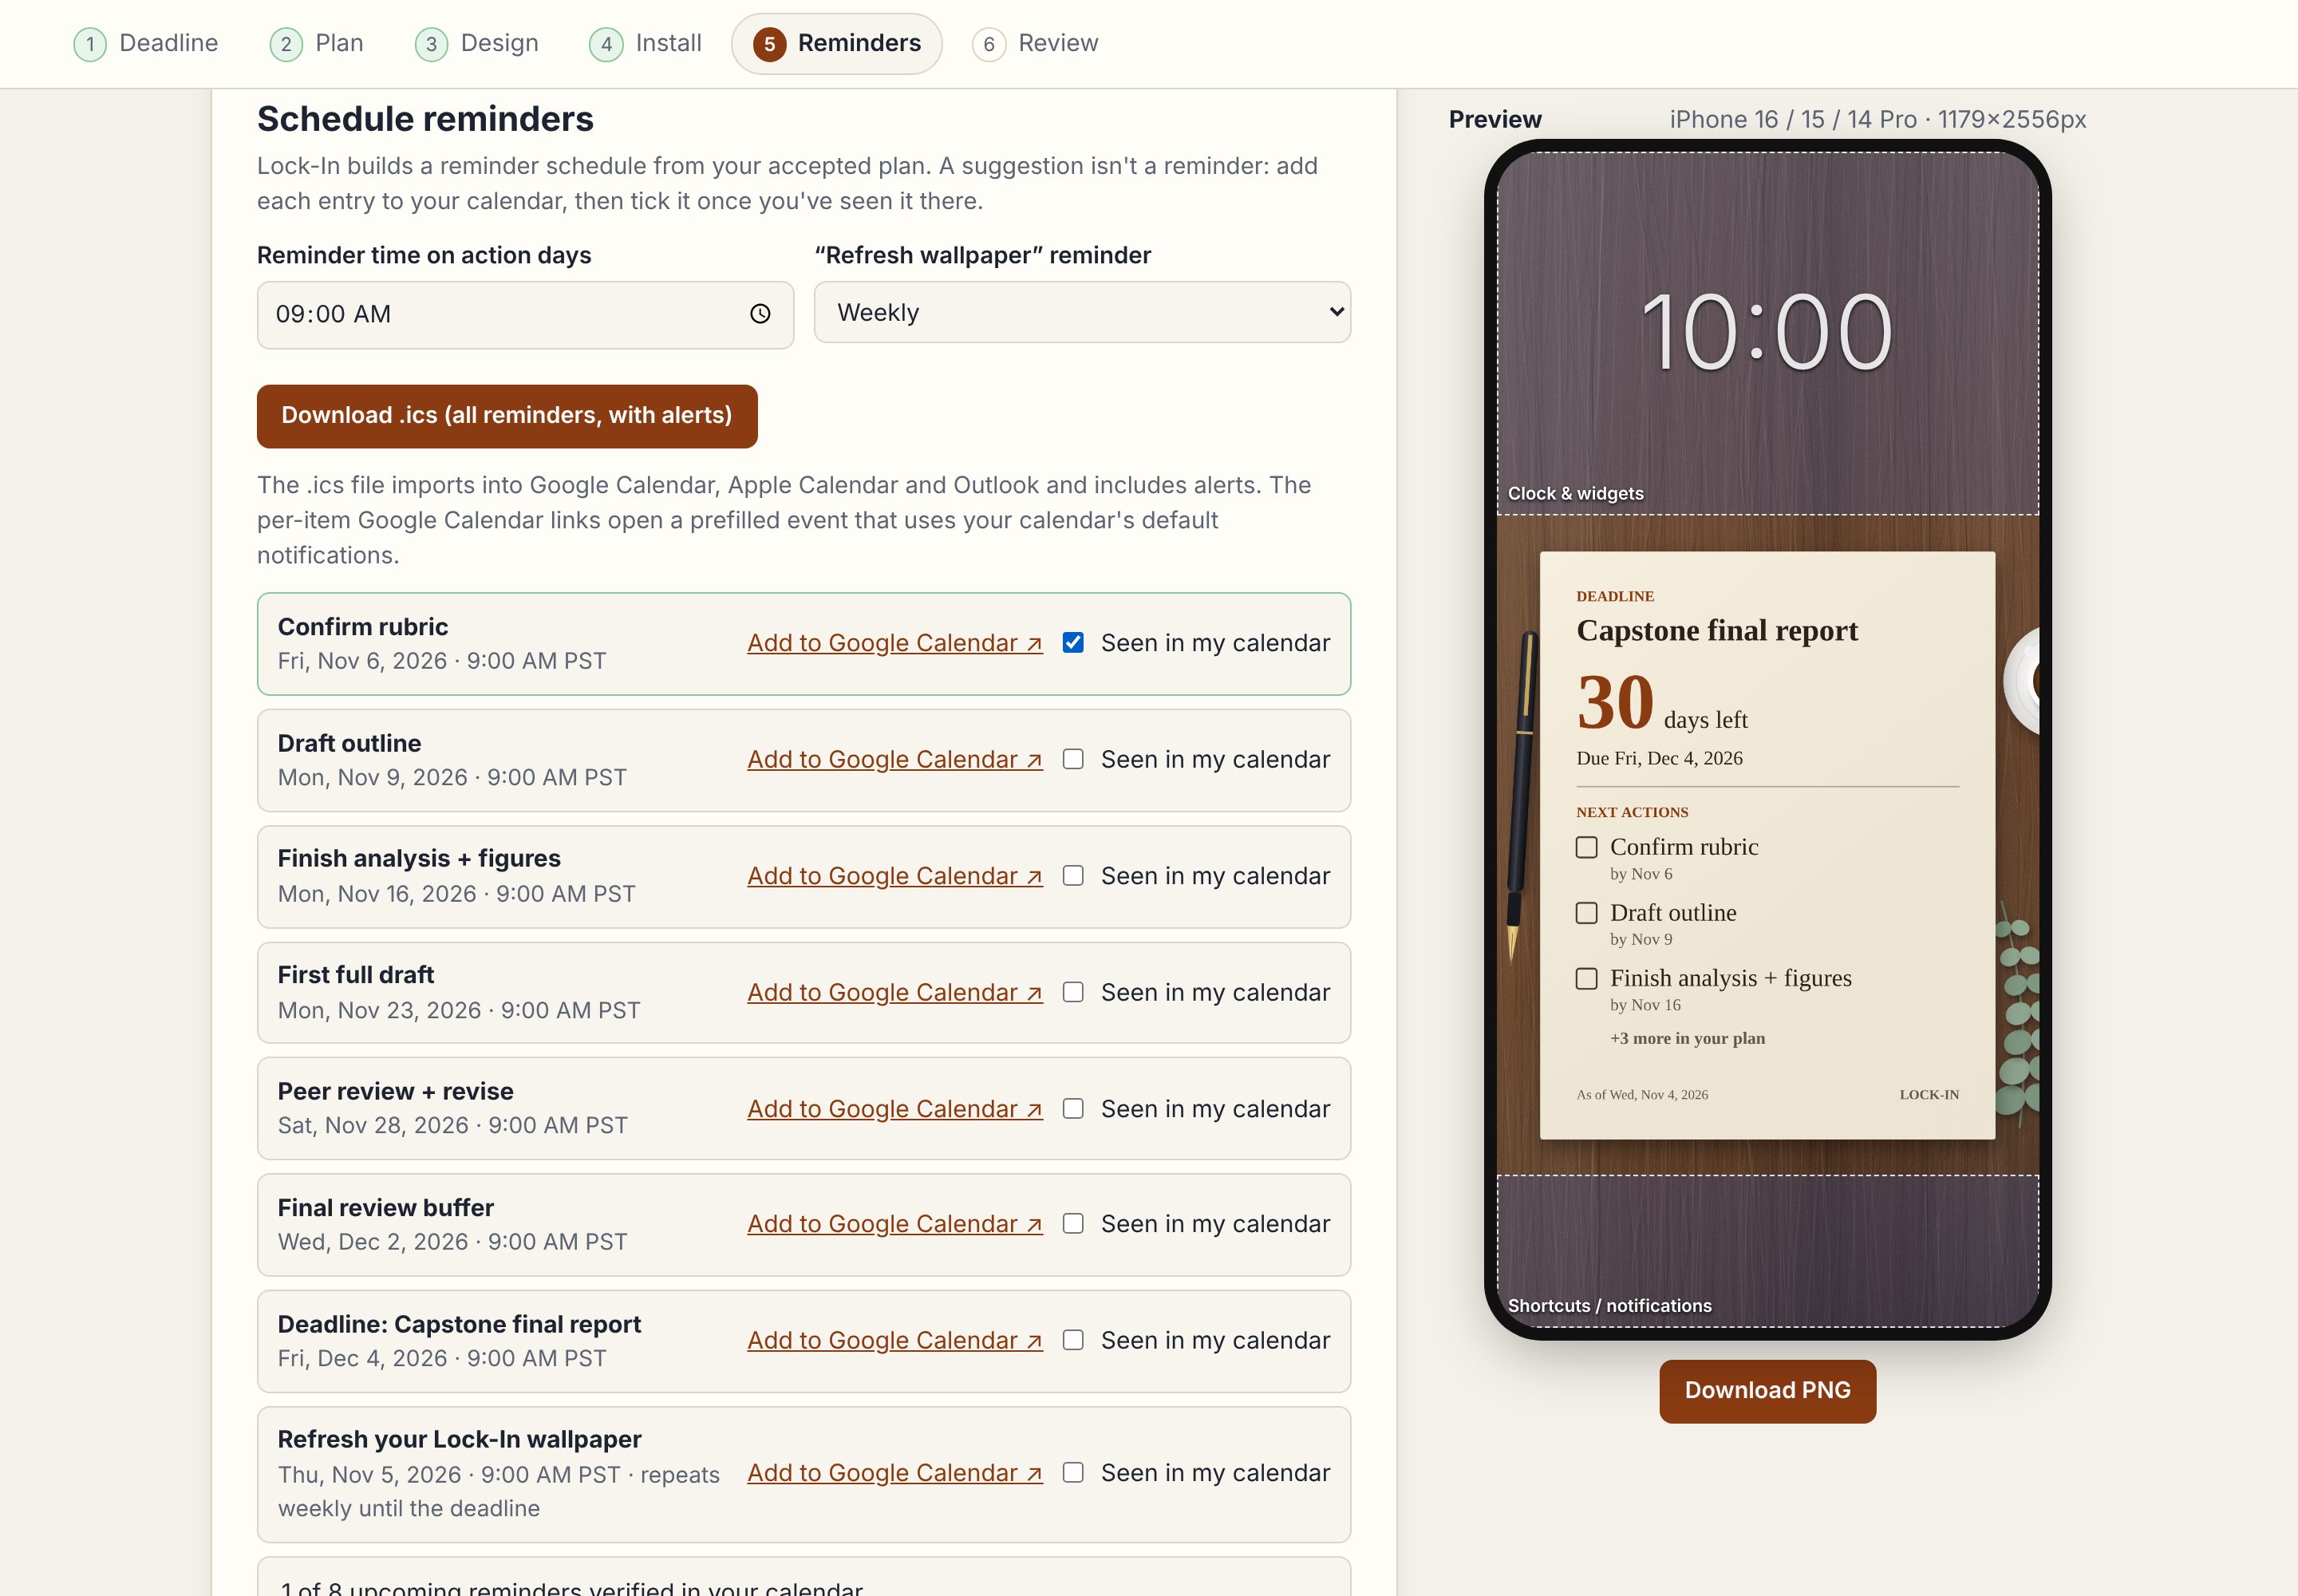 1 Deadline
2 Plan
3 Design
4 Install
5 Reminders
6 Review
Schedule reminders
Lock-In builds a reminder schedule from your accepted plan. A suggestion isn't a reminder: add
each entry to your calendar, then tick it once you've seen it there.
Reminder time on action days
09:00 AM
“Refresh wallpaper” reminder
Weekly
Download .ics (all reminders, with alerts)
The .ics file imports into Google Calendar, Apple Calendar and Outlook and includes alerts. The
per-item Google Calendar links open a prefilled event that uses your calendar's default
notifications.
Confirm rubric
Fri, Nov 6, 2026 · 9:00 AM PST
Add to Google Calendar ↗ Seen in my calendar
Draft outline
Mon, Nov 9, 2026 · 9:00 AM PST
Add to Google Calendar ↗ Seen in my calendar
Finish analysis + figures
Mon, Nov 16, 2026 · 9:00 AM PST
Add to Google Calendar ↗ Seen in my calendar
First full draft
Mon, Nov 23, 2026 · 9:00 AM PST
Add to Google Calendar ↗ Seen in my calendar
Peer review + revise
Sat, Nov 28, 2026 · 9:00 AM PST
Add to Google Calendar ↗ Seen in my calendar
Final review buffer
Wed, Dec 2, 2026 · 9:00 AM PST
Add to Google Calendar ↗ Seen in my calendar
Deadline: Capstone final report
Fri, Dec 4, 2026 · 9:00 AM PST
Add to Google Calendar ↗ Seen in my calendar
Refresh your Lock-In wallpaper
Thu, Nov 5, 2026 · 9:00 AM PST · repeats
weekly until the deadline
Add to Google Calendar ↗ Seen in my calendar
1 of 8 upcoming reminders verified in your calendar
Preview
iPhone 16 / 15 / 14 Pro · 1179×2556px
10:00
Clock & widgets
DEADLINE
Capstone final report
30 days left
Due Fri, Dec 4, 2026
NEXT ACTIONS
Confirm rubric
by Nov 6
Draft outline
by Nov 9
Finish analysis + figures
by Nov 16
+3 more in your plan
As of Wed, Nov 4, 2026
LOCK-IN
Shortcuts / notifications
Download PNG